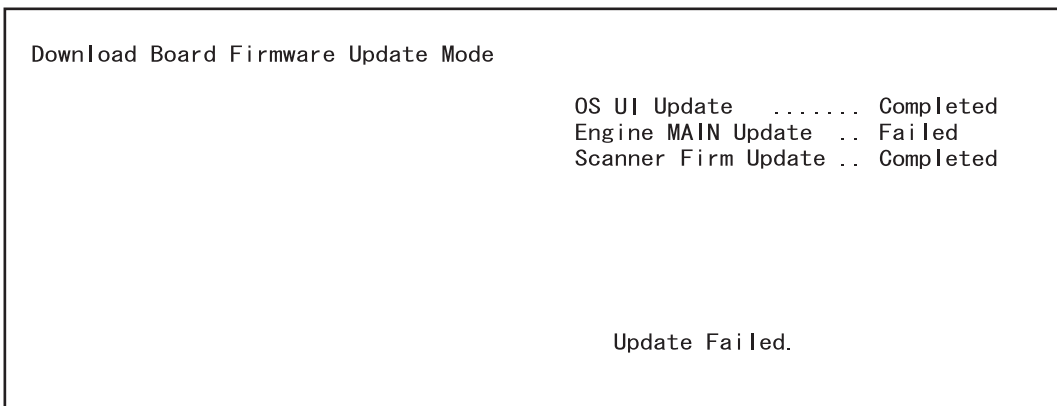 Download Board Firmware Update Mode
OS UI Update ....... Completed
Engine MAIN Update .. Failed
Scanner Firm Update .. Completed
Update Failed.